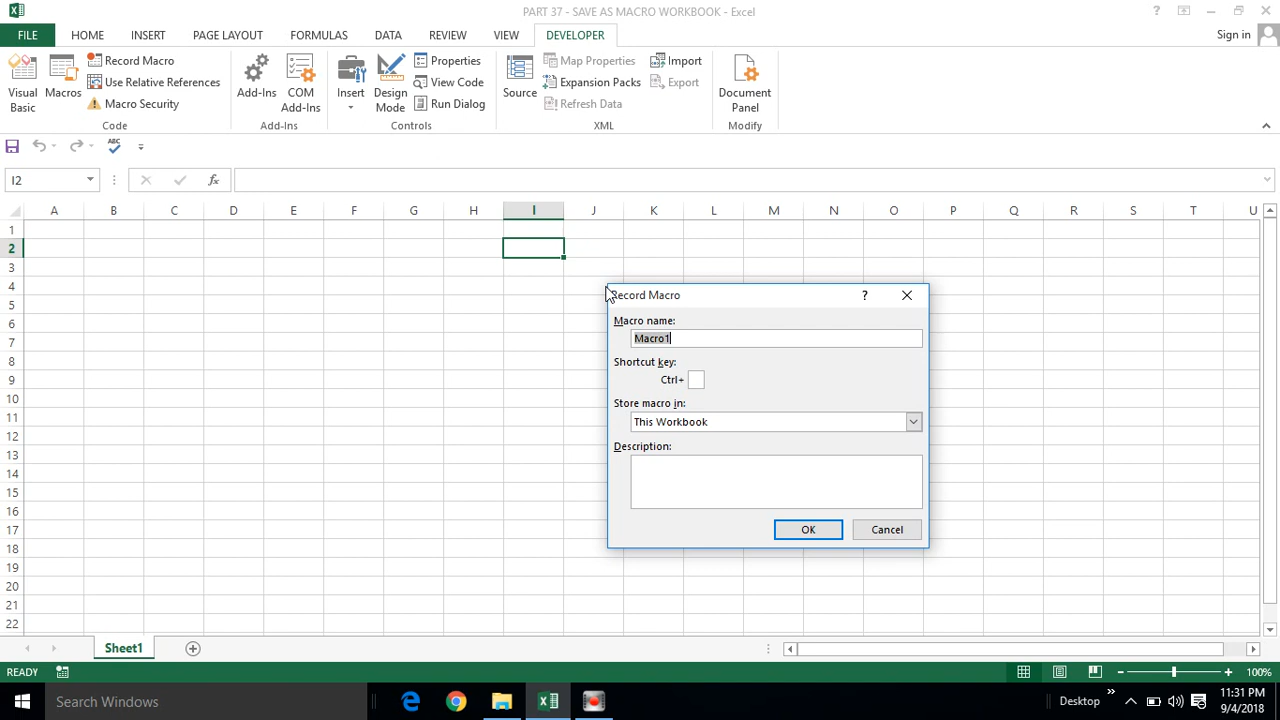 PART 37 - SAVE AS MACRO WORKBOOK - Excel
FILE HOME INSERT PAGE LAYOUT FORMULAS DATA REVIEW VIEW DEVELOPER Sign in
Visual Basic
Macros
Record Macro
Use Relative References
Macro Security
Code
Add-Ins
COM Add-Ins
Add-Ins
Insert
Design Mode
Properties
View Code
Run Dialog
Controls
Source
Map Properties
Expansion Packs
Refresh Data
Import
Export
XML
Document Panel
Modify
ABC
I2
fx
A B C D E F G H I J K L M N O P Q R S T U
1
2
3
4
5
6
7
8
9
10
11
12
13
14
15
16
17
18
19
20
21
22
Record Macro ?
Macro name:
Macro1
Shortcut key:
Ctrl+
Store macro in:
This Workbook
Description:
OK Cancel
Sheet1
READY 100%
Search Windows
Desktop
11:31 PM
9/4/2018